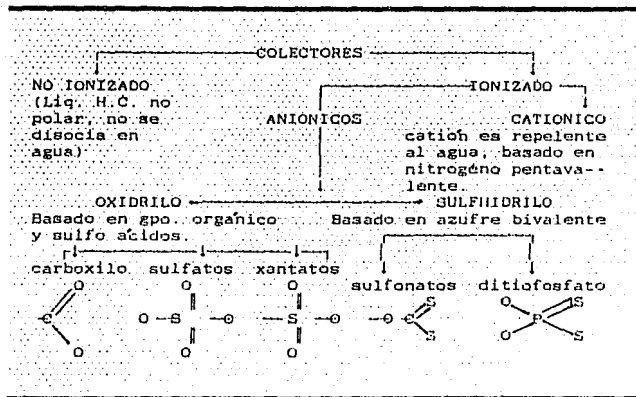 COLECTORES
NO IONIZADO
(Liq. H.C. no
polar, no se
disocia en
agua)
IONIZADO
ANIONICOS
CATIONICO
catión es repelente
al agua, basado en
nitrogéno pentava--
lente.
OXIDRILO
Basado en gpo. orgánico
y sulfo ácidos.
SULFHIDRILO
Basado en azufre bivalente
carboxilo sulfatos xantatos
sulfonatos ditiofosfato
O
-C
O
O
O -S -O
O
O
-S -O
O
-O -C
S
S
O
O
P
S
S